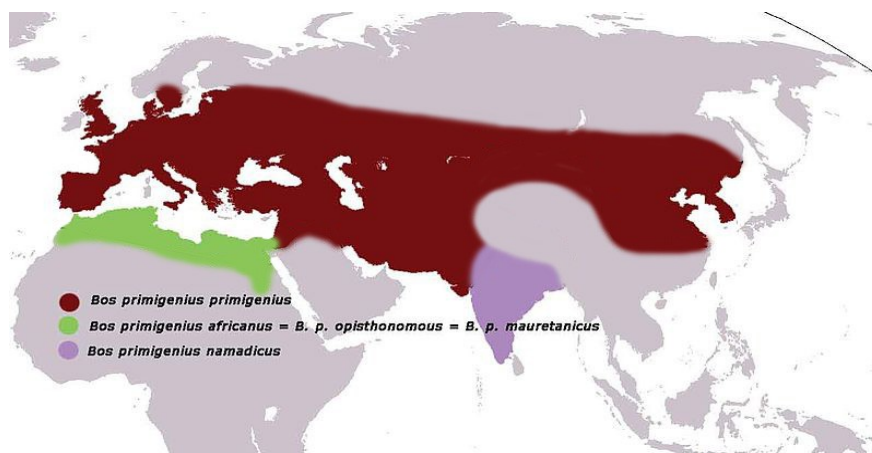 Bos primigenius primigenius
Bos primigenius africanus = B. p. opisthonomous = B. p. mauretanicus
Bos primigenius namadicus